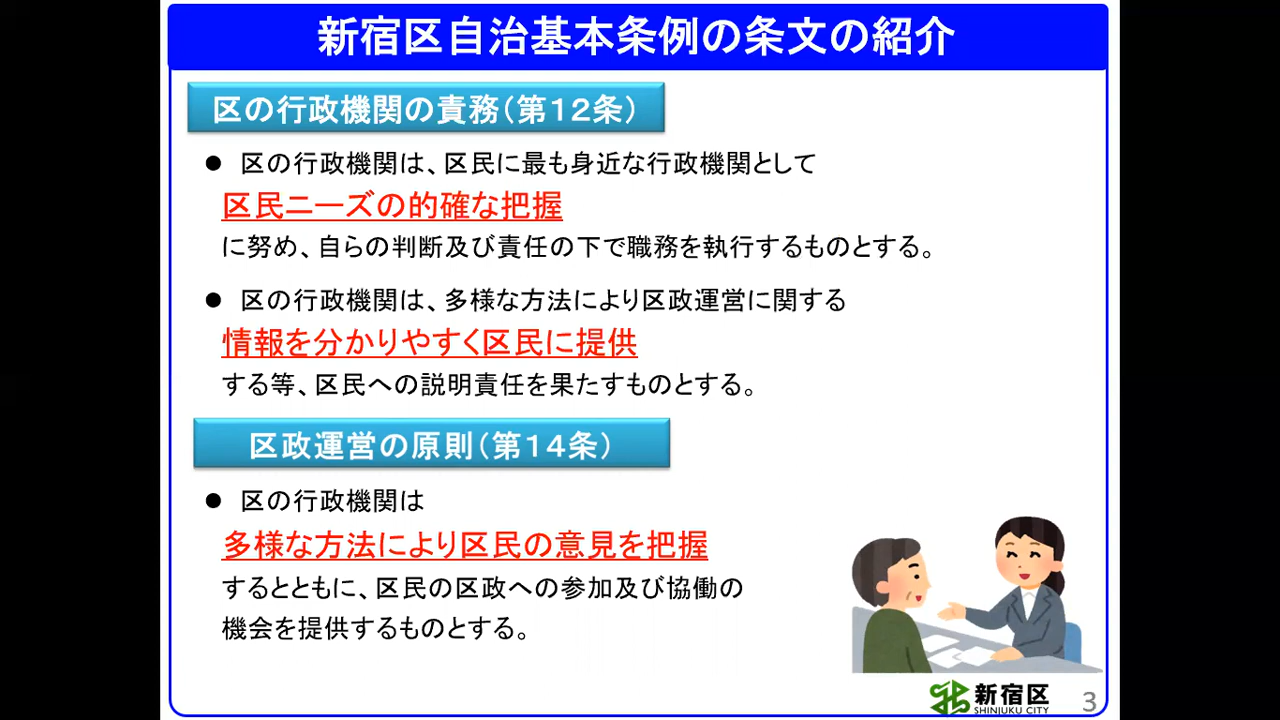 新宿区自治基本条例の条文の紹介
区の行政機関の責務(第12条)
● 区の行政機関は、区民に最も身近な行政機関として
区民ニーズの的確な把握
に努め、自らの判断及び責任の下で職務を執行するものとする。
● 区の行政機関は、多様な方法により区政運営に関する
情報を分かりやすく区民に提供
する等、区民への説明責任を果たすものとする。
区政運営の原則(第14条)
● 区の行政機関は
多様な方法により区民の意見を把握
するとともに、区民の区政への参加及び協働の
機会を提供するものとする。
新宿区
SHINJUKU CITY
3